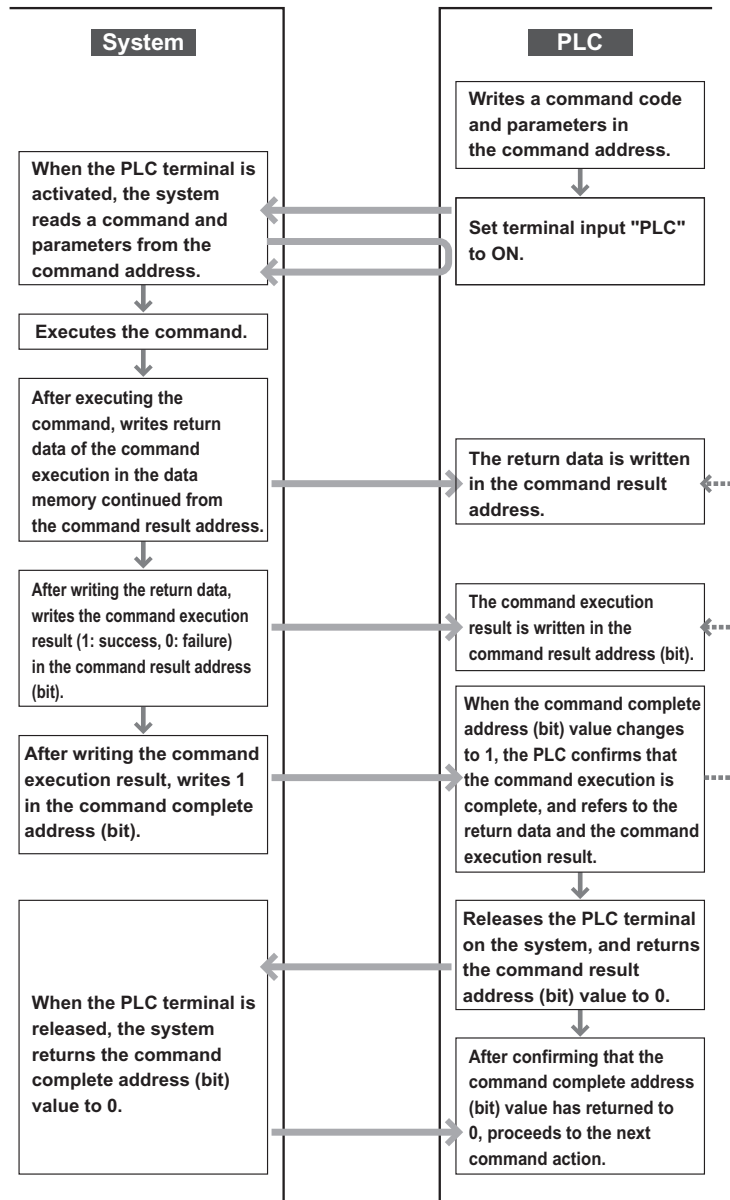 System
When the PLC terminal is
activated, the system
reads a command and
parameters from the
command address.
Executes the command.
After executing the
command, writes return
data of the command
execution in the data
memory continued from
the command result address.
After writing the return data,
writes the command execution
result (1: success, 0: failure)
in the command result address
(bit).
After writing the command
execution result, writes 1
in the command complete
address (bit).
When the PLC terminal is
released, the system
returns the command
complete address (bit)
value to 0.
PLC
Writes a command code
and parameters in
the command address.
Set terminal input "PLC"
to ON.
The return data is written
in the command result
address.
The command execution
result is written in the
command result address (bit).
When the command complete
address (bit) value changes
to 1, the PLC confirms that
the command execution is
complete, and refers to the
return data and the command
execution result.
Releases the PLC terminal
on the system, and returns
the command result
address (bit) value to 0.
After confirming that the
command complete address
(bit) value has returned to
0, proceeds to the next
command action.